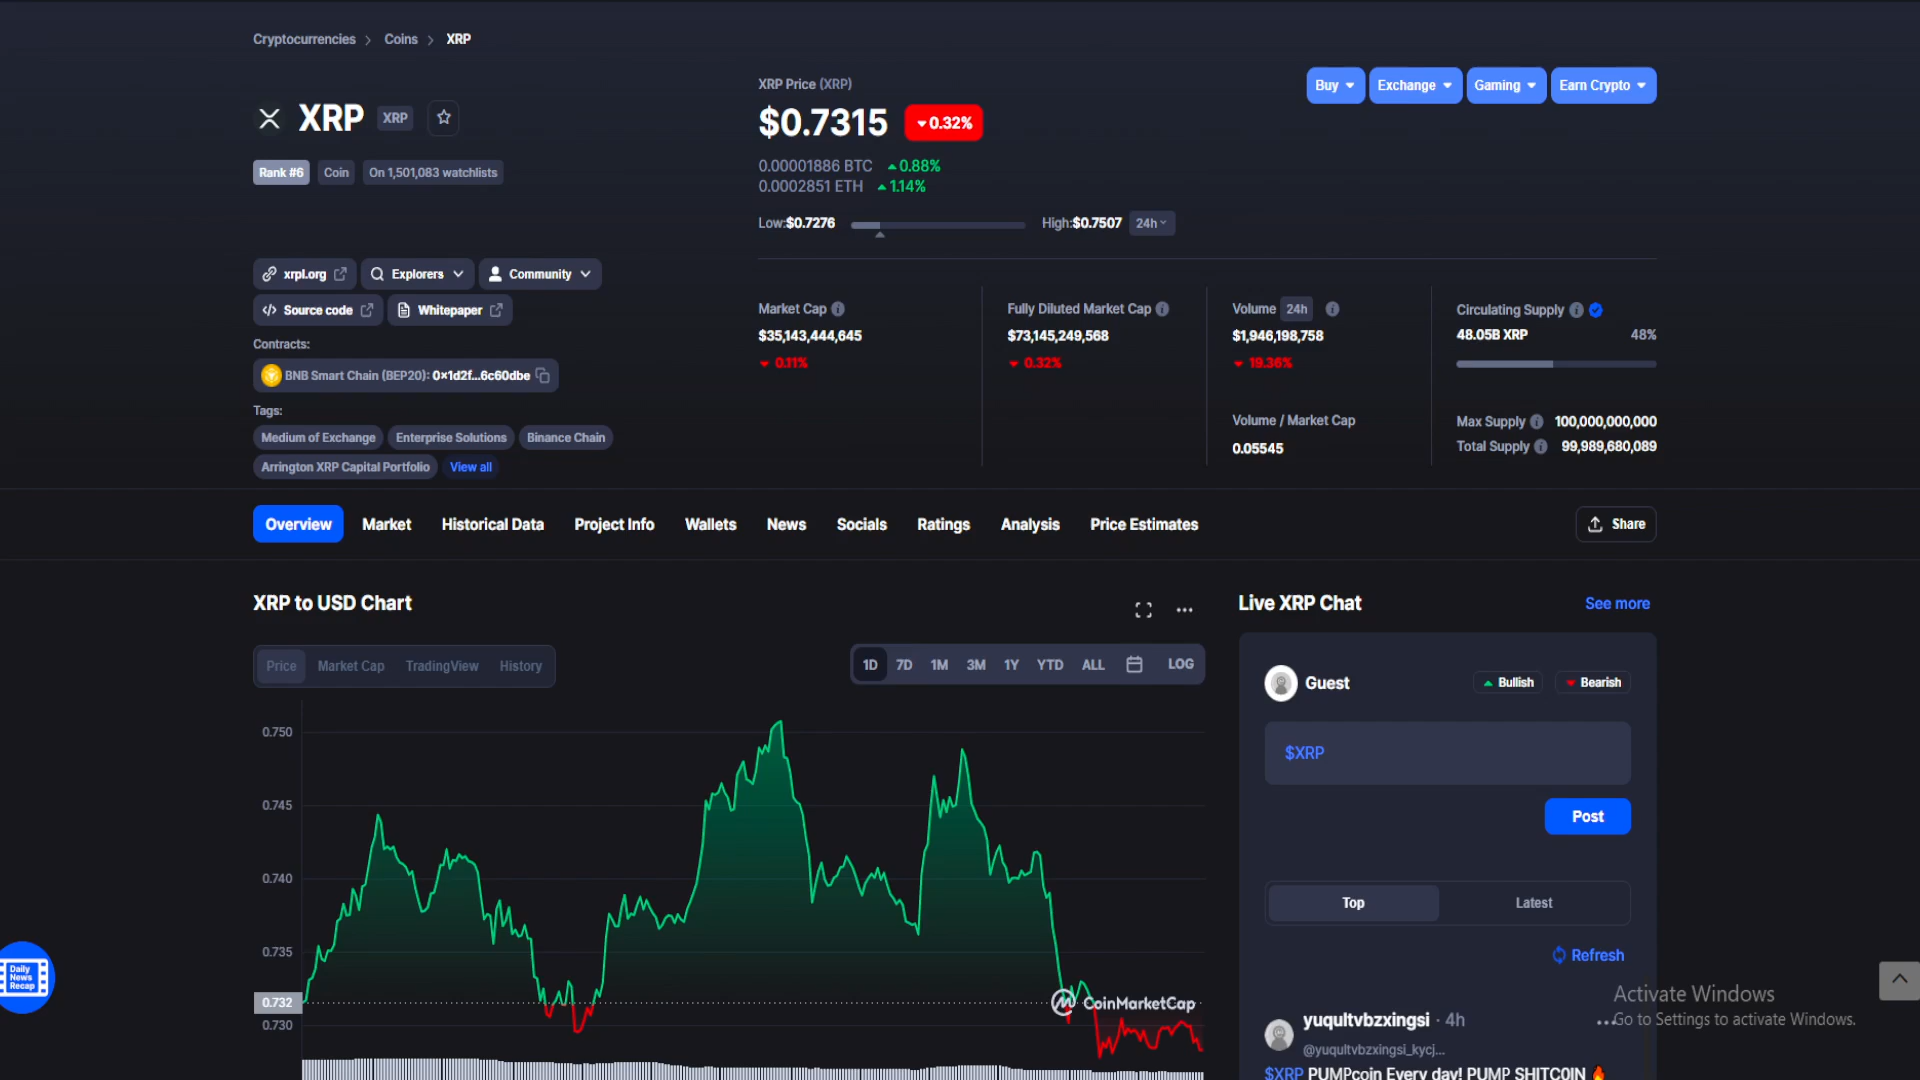 Cryptocurrencies > Coins > XRP
XRP XRP
Rank #6 Coin On 1,501,083 watchlists
XRP Price (XRP)
$0.7315 0.32%
0.00001886 BTC 0.88%
0.0002851 ETH 1.14%
Low:$0.7276 High:$0.7507 24h
Buy Exchange Gaming Earn Crypto
xrpl.org Explorers Community
Source code Whitepaper
Contracts:
BNB Smart Chain (BEP20): 0x1d2f...6c60dbe
Tags:
Medium of Exchange Enterprise Solutions Binance Chain
Arrington XRP Capital Portfolio View all
Market Cap
$35,143,444,645
0.11%
Fully Diluted Market Cap
$73,145,249,568
0.32%
Volume 24h
$1,946,198,758
19.36%
Volume / Market Cap
0.05545
Circulating Supply
48.05B XRP 48%
Max Supply 100,000,000,000
Total Supply 99,989,680,089
Overview Market Historical Data Project Info Wallets News Socials Ratings Analysis Price Estimates Share
XRP to USD Chart
Price Market Cap TradingView History
1D 7D 1M 3M 1Y YTD ALL LOG
0.750
0.745
0.740
0.735
0.732
0.730
CoinMarketCap
Live XRP Chat See more
Guest Bullish Bearish
$XRP
Post
Top Latest
Refresh
yuqultvbzxingsi · 4h
@yuqultvbzxingsi_kycj...
$XRP PUMPcoin Every day! PUMP SHITCOIN
Daily
News
Recap
Activate Windows
Go to Settings to activate Windows.